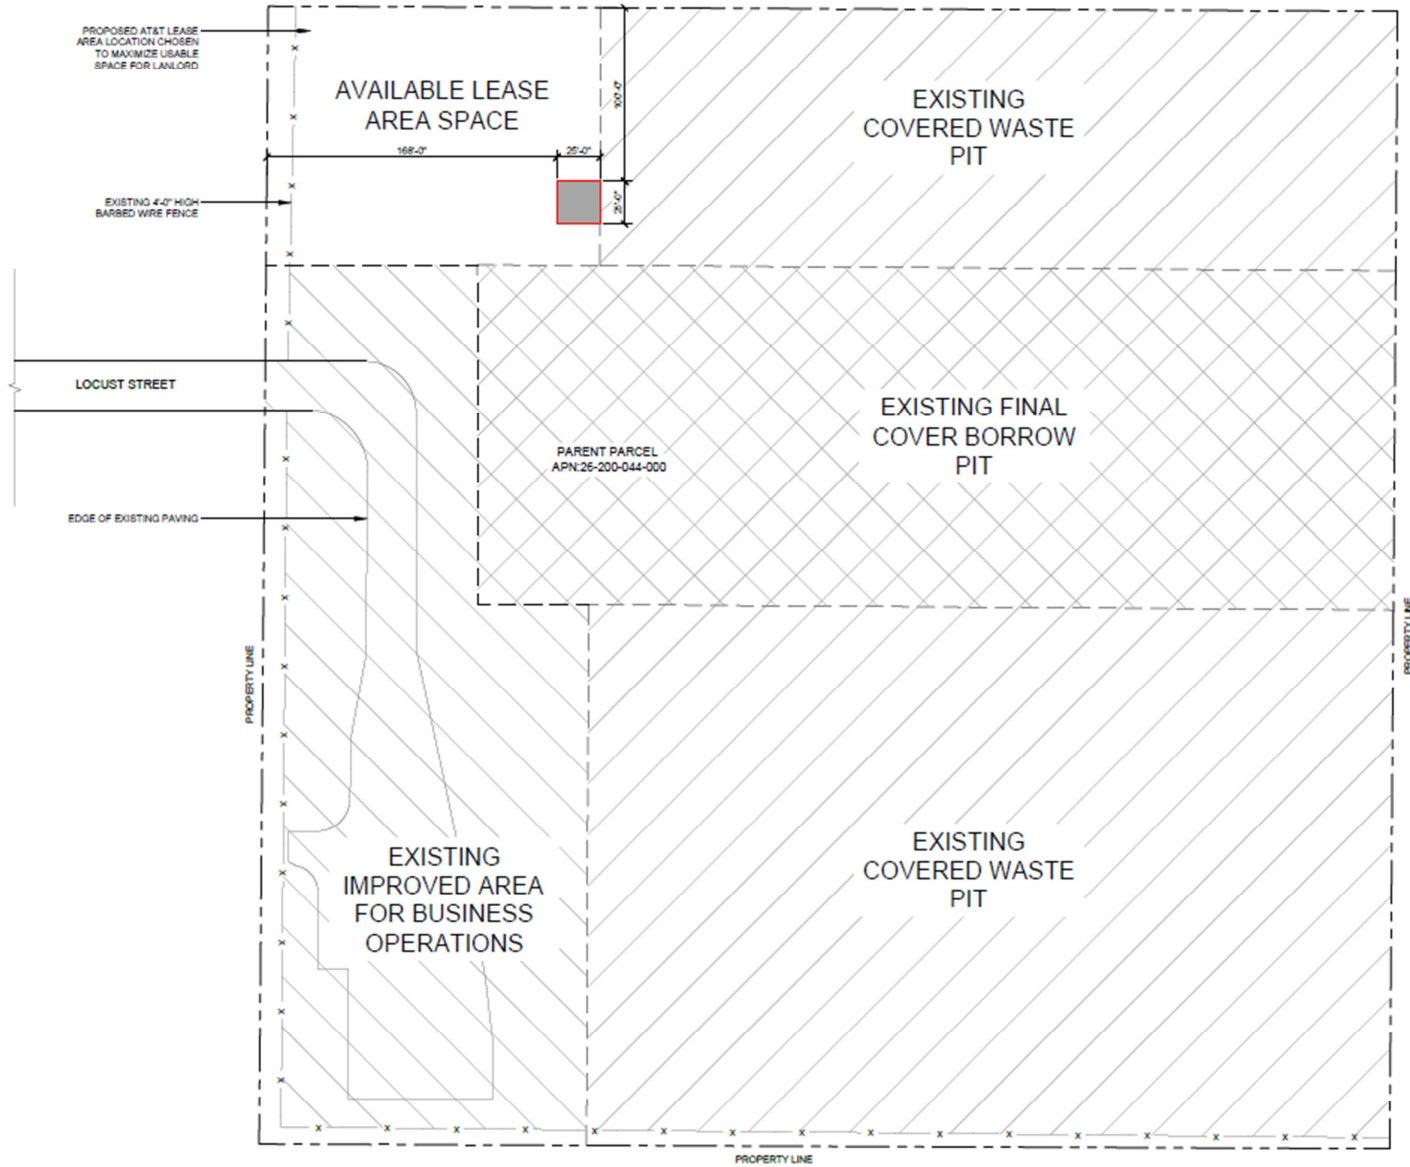 PROPOSED AT&T LEASE
AREA LOCATION CHOSEN
TO MAXIMIZE USABLE
SPACE FOR LANLORD
AVAILABLE LEASE
AREA SPACE
100'-0"
EXISTING
COVERED WASTE
PIT
168'-0"
25'-0"
25'-0"
EXISTING 4'-0" HIGH
BARBED WIRE FENCE
LOCUST STREET
EXISTING FINAL
COVER BORROW
PIT
PARENT PARCEL
APN:26-200-044-000
EDGE OF EXISTING PAVING
PROPERTY LINE
PROPERTY LINE
EXISTING
IMPROVED AREA
FOR BUSINESS
OPERATIONS
EXISTING
COVERED WASTE
PIT
PROPERTY LINE